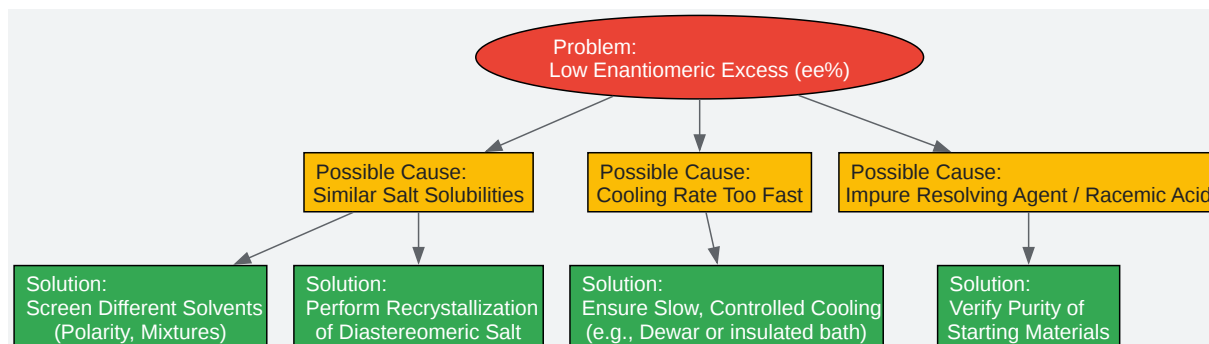 Problem:
Low Enantiomeric Excess (ee%)
Possible Cause:
Similar Salt Solubilities
Possible Cause:
Cooling Rate Too Fast
Possible Cause:
Impure Resolving Agent / Racemic Acid
Solution:
Screen Different Solvents
(Polarity, Mixtures)
Solution:
Perform Recrystallization
of Diastereomeric Salt
Solution:
Ensure Slow, Controlled Cooling
(e.g., Dewar or insulated bath)
Solution:
Verify Purity of
Starting Materials